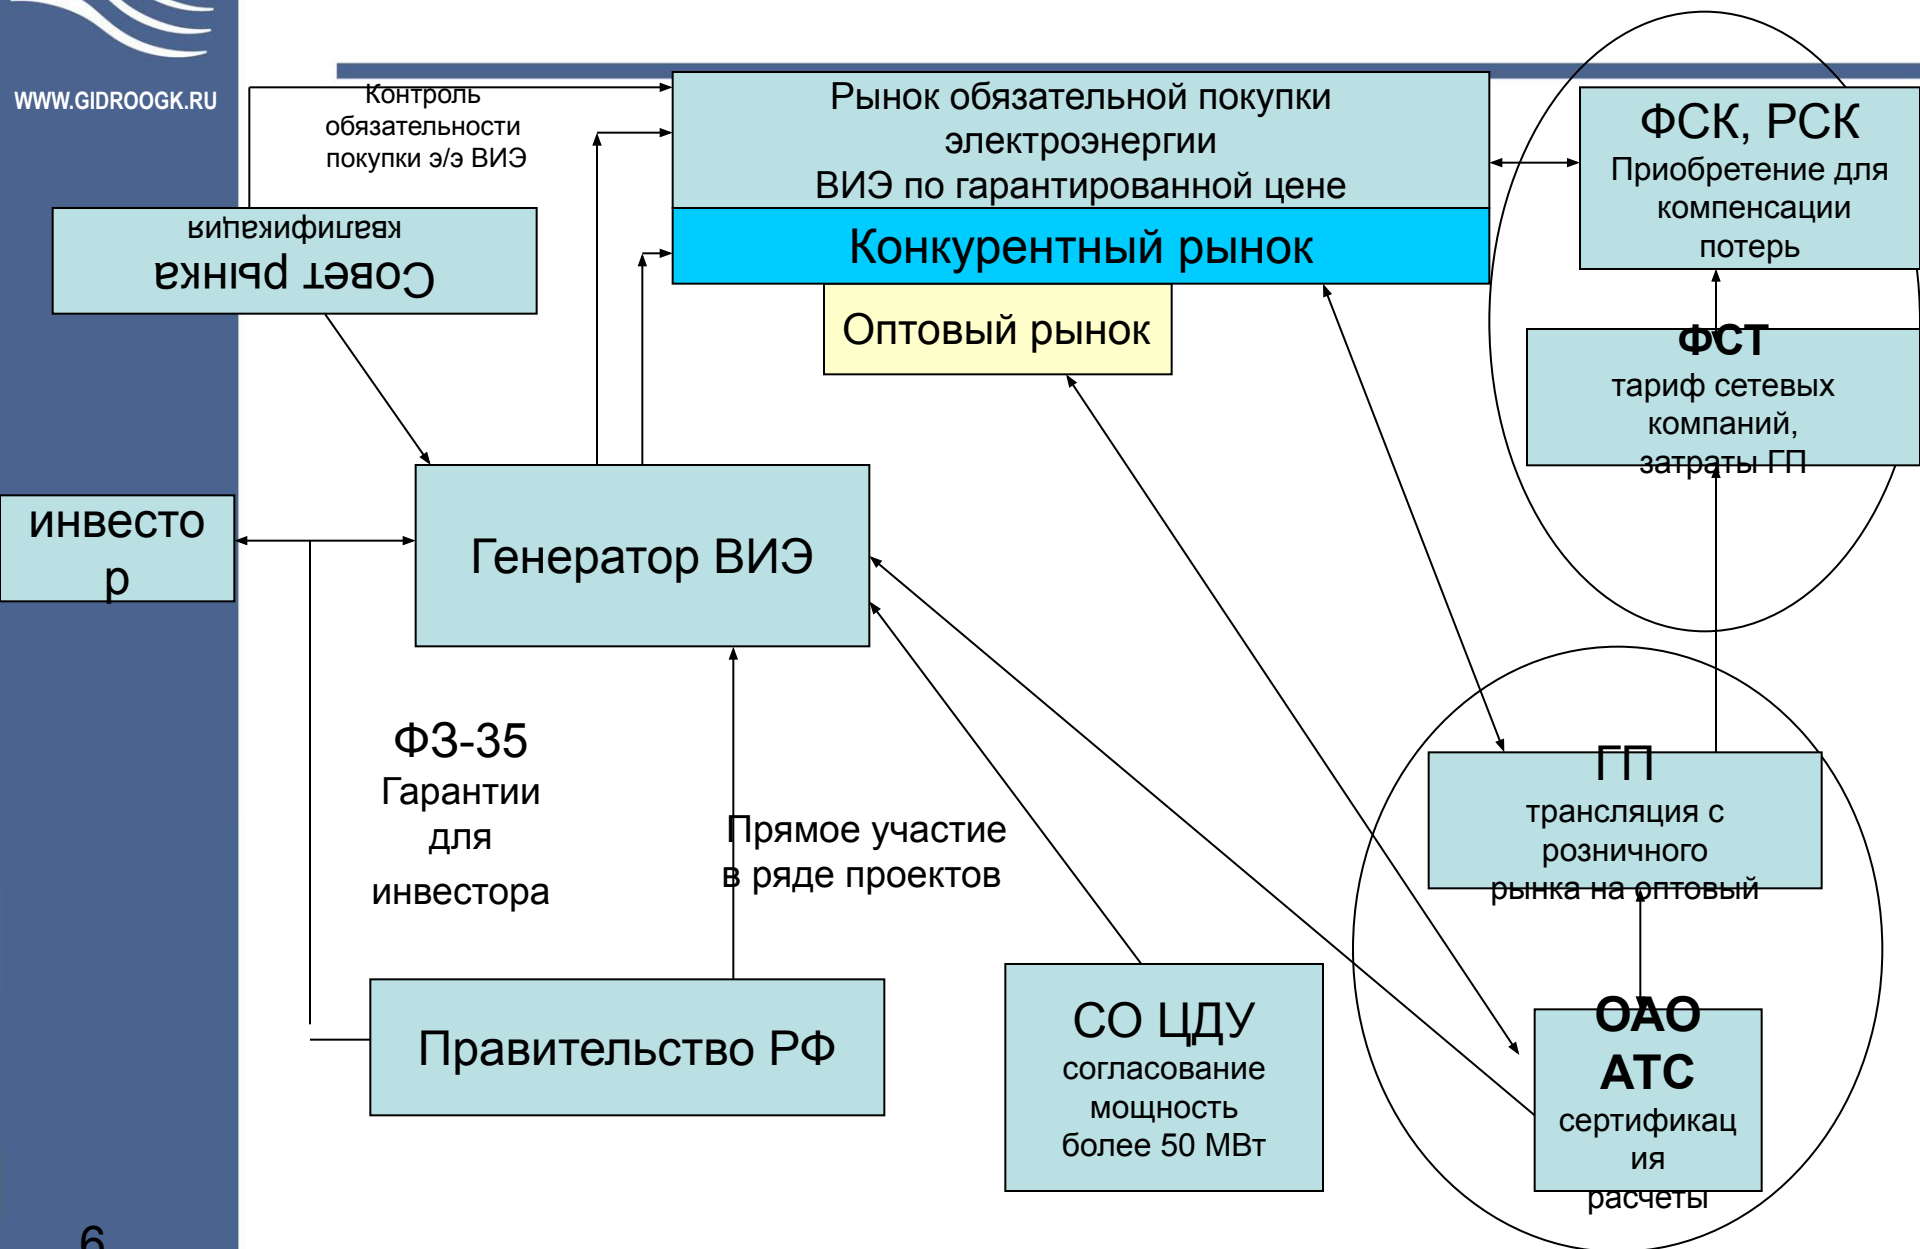 WWW.GIDROOGK.RU
Контроль
обязательности
покупки э/э ВИЭ
Рынок обязательной покупки
электроэнергии
ВИЭ по гарантированной цене
Конкурентный рынок
Оптовый рынок
ФСК, РСК
Приобретение для
компенсации
потерь
Совет рынка
квалификация
ФСТ
тариф сетевых
компаний,
затраты ГП
инвесто
р
Генератор ВИЭ
ФЗ-35
Гарантии
для
инвестора
Прямое участие
в ряде проектов
ГП
трансляция с
розничного
рынка на оптовый
Правительство РФ
СО ЦДУ
согласование
мощность
более 50 МВт
ОАО
АТС
сертификац
ия
расчеты
6